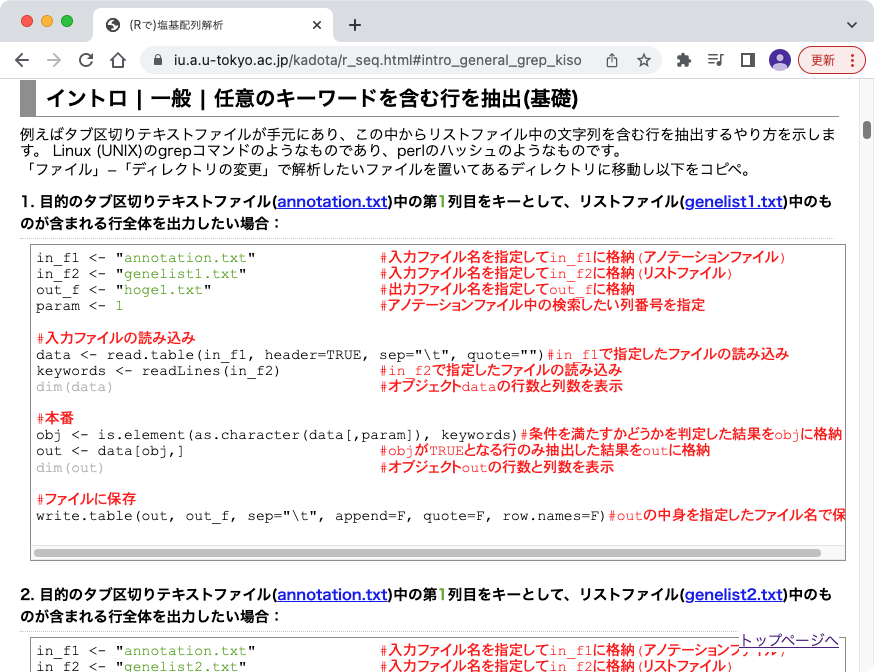 (Rで)塩基配列解析
iu.a.u-tokyo.ac.jp/kadota/r_seq.html#intro_general_grep_kiso
更新
イントロ | 一般 | 任意のキーワードを含む行を抽出(基礎)
例えばタブ区切りテキストファイルが手元にあり、この中からリストファイル中の文字列を含む行を抽出するやり方を示しま
す。 Linux (UNIX)のgrepコマンドのようなものであり、perlのハッシュのようなものです。
「ファイル」–「ディレクトリの変更」で解析したいファイルを置いてあるディレクトリに移動し以下をコピペ。
1. 目的のタブ区切りテキストファイル(annotation.txt)中の第1列目をキーとして、リストファイル(genelist1.txt)中のも
のが含まれる行全体を出力したい場合：
in_f1 <- "annotation.txt" #入力ファイル名を指定してin_f1に格納(アノテーションファイル)
in_f2 <- "genelist1.txt" #入力ファイル名を指定してin_f2に格納(リストファイル)
out_f <- "hoge1.txt" #出力ファイル名を指定してout_fに格納
param <- 1 #アノテーションファイル中の検索したい列番号を指定
#入力ファイルの読み込み
data <- read.table(in_f1, header=TRUE, sep="\t", quote="")#in_f1で指定したファイルの読み込み
keywords <- readLines(in_f2) #in_f2で指定したファイルの読み込み
dim(data) #オブジェクトdataの行数と列数を表示
#本番
obj <- is.element(as.character(data[,param]), keywords)#条件を満たすかどうかを判定した結果をobjに格納
out <- data[obj,] #objがTRUEとなる行のみ抽出した結果をoutに格納
dim(out) #オブジェクトoutの行数と列数を表示
#ファイルに保存
write.table(out, out_f, sep="\t", append=F, quote=F, row.names=F)#outの中身を指定したファイル名で保
2. 目的のタブ区切りテキストファイル(annotation.txt)中の第1列目をキーとして、リストファイル(genelist2.txt)中のも
のが含まれる行全体を出力したい場合：
トップページへ
in_f1 <- "annotation.txt" #入力ファイル名を指定してin_f1に格納(アノテーションファイル)
in_f2 <- "genelist2.txt" #入力ファイル名を指定してin_f2に格納(リストファイル)